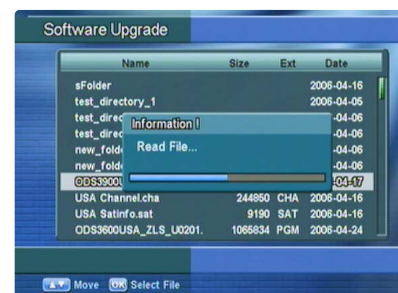 Software Upgrade
Name Size Ext Date
sFolder 2006-04-16
test_directory_1 2006-04-05
test_direc -04-06
test_direc -04-06
new_folde -04-06
new_folde -04-06
ODS3900U -04-17
USA Channel.cha 244850 CHA 2006-04-16
USA Satinfo.sat 9190 SAT 2006-04-16
ODS3600USA_ZLS_U0201. 1065834 PGM 2006-04-24
Information !
Read File...
Move OK Select File